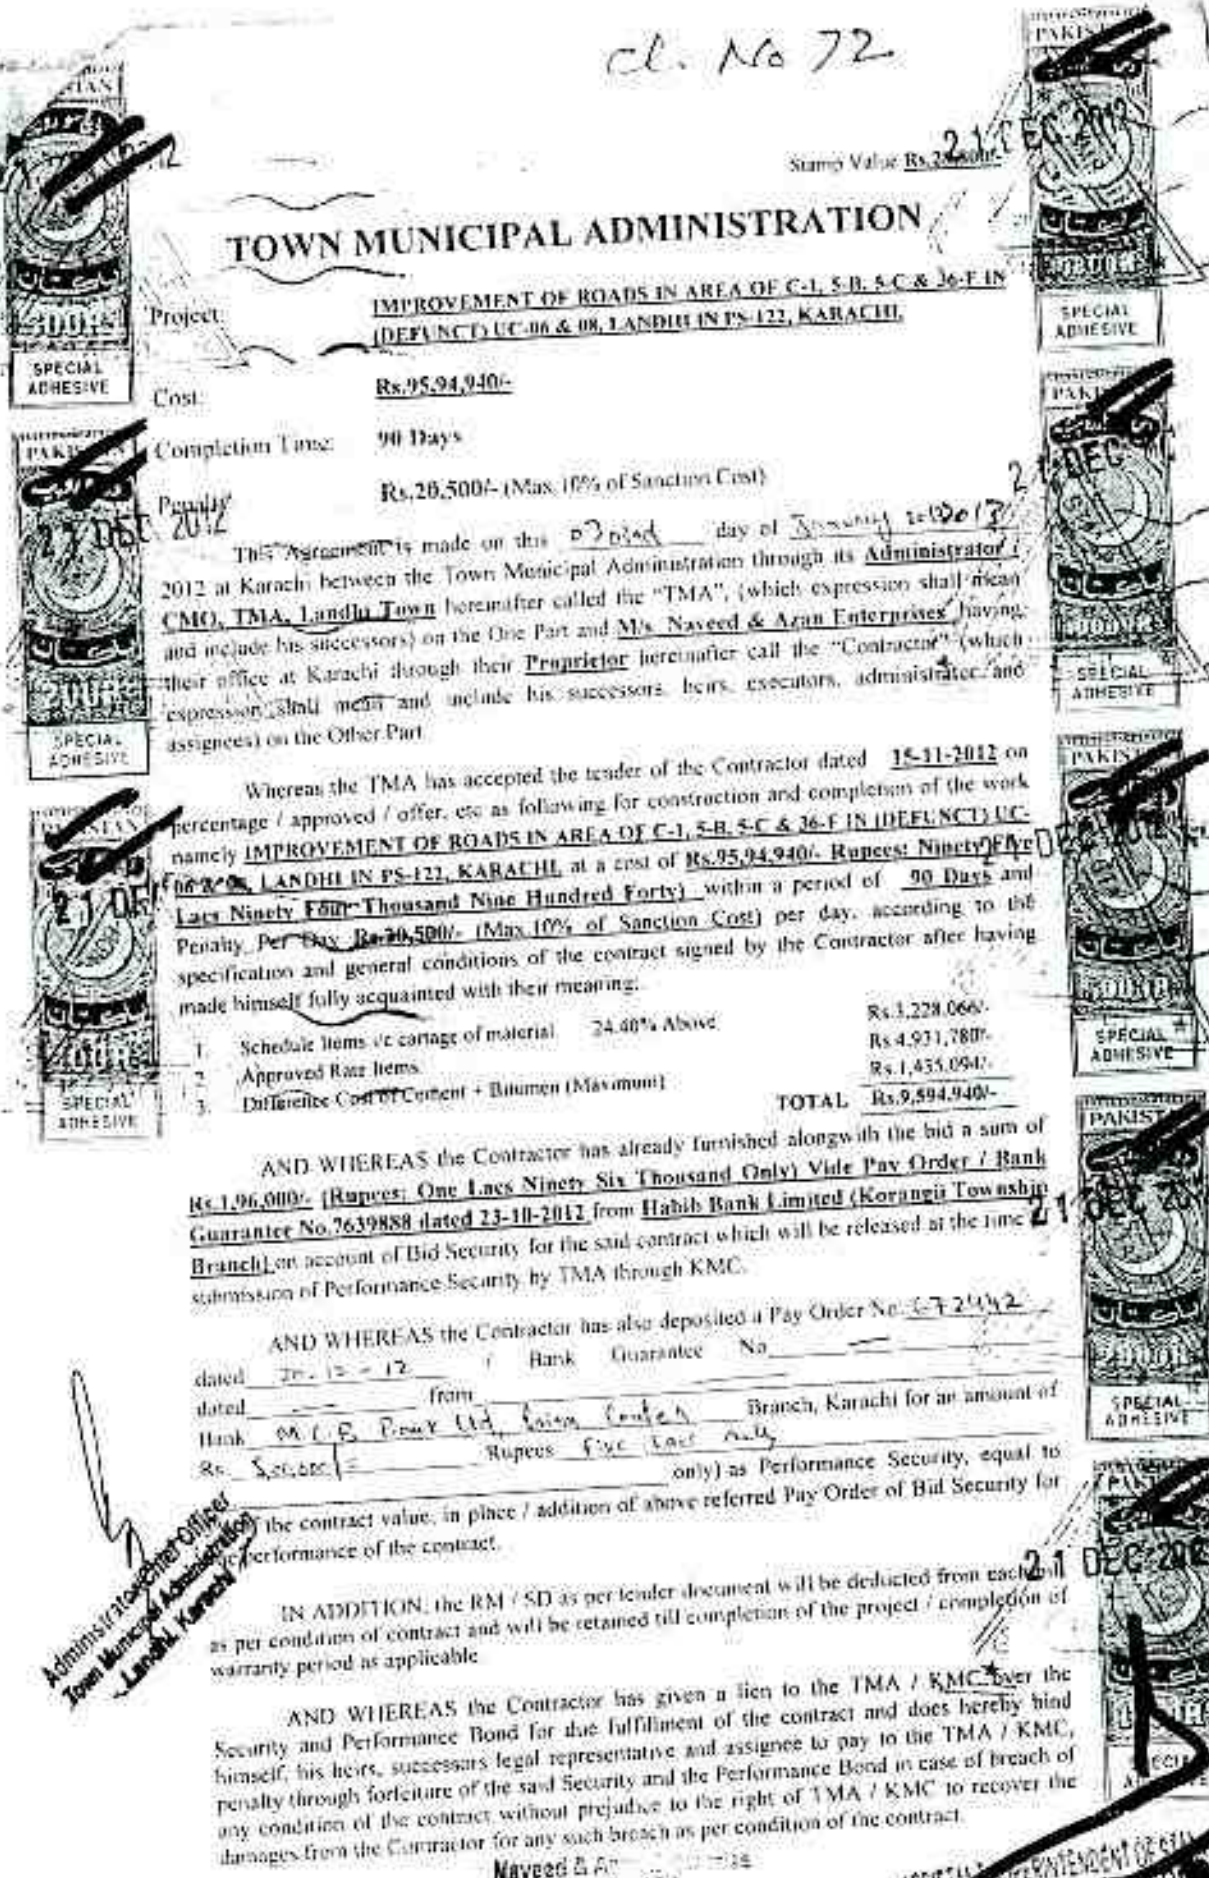 cl. No 72
Stamp Value Rs.
21 DEC 2012
TOWN MUNICIPAL ADMINISTRATION
Project: IMPROVEMENT OF ROADS IN AREA OF C-1, 5-B, 5-C & 36-F IN
(DEFUNCT) UC-06 & 08, LANDHI IN PS-122, KARACHI.
Cost: Rs.95,94,940/-
Completion Time: 90 Days
Penalty Rs.20,500/- (Max. 10% of Sanction Cost)
This Agreement is made on this day of January 2013
2012 at Karachi between the Town Municipal Administration through its Administrator /
CMO, TMA, Landhi Town hereinafter called the "TMA", (which expression shall mean
and include his successors) on the One Part and M/s. Naveed & Azan Enterprises having
their office at Karachi through their Proprietor hereinafter call the "Contractor" (which
expression shall mean and include his successors, heirs, executors, administrator and
assignees) on the Other Part.
Whereas the TMA has accepted the tender of the Contractor dated 15-11-2012 on
percentage / approved / offer, etc as following for construction and completion of the work
namely IMPROVEMENT OF ROADS IN AREA OF C-1, 5-B, 5-C & 36-F IN (DEFUNCT) UC-
06 & 08, LANDHI IN PS-122, KARACHI, at a cost of Rs.95,94,940/- Rupees: Ninety Five
Lacs Ninety Four Thousand Nine Hundred Forty) within a period of 90 Days and
Penalty Per Day Rs.20,500/- (Max.10% of Sanction Cost) per day, according to the
specification and general conditions of the contract signed by the Contractor after having
made himself fully acquainted with their meaning:
1. Schedule Items i/c cartage of material 24.40% Above Rs.3,228,066/-
2. Approved Rate Items Rs.4,931,780/-
3. Difference Cost of Cement + Bitumen (Maximum) Rs.1,435,094/-
TOTAL Rs.9,594,940/-
AND WHEREAS the Contractor has already furnished alongwith the bid a sum of
Rs.1,96,000/- (Rupees: One Lacs Ninety Six Thousand Only) Vide Pay Order / Bank
Guarantee No.7639888 dated 23-10-2012 from Habib Bank Limited (Korangi Township
Branch) on account of Bid Security for the said contract which will be released at the time
submission of Performance Security by TMA through KMC.
AND WHEREAS the Contractor has also deposited a Pay Order No.
dated / Bank Guarantee No
dated from
Bank M C B Bank Ltd, Branch, Karachi for an amount of
Rs. Rupees Five Lacs only
only) as Performance Security, equal to
of the contract value, in place / addition of above referred Pay Order of Bid Security for
the performance of the contract.
IN ADDITION, the RM / SD as per tender document will be deducted from each bill
as per condition of contract and will be retained till completion of the project / completion of
warranty period as applicable
AND WHEREAS the Contractor has given a lien to the TMA / KMC over the
Security and Performance Bond for due fulfillment of the contract and does hereby bind
himself, his heirs, successors legal representative and assignee to pay to the TMA / KMC,
penalty through forfeiture of the said Security and the Performance Bond in case of breach of
any condition of the contract without prejudice to the right of TMA / KMC to recover the
damages from the Contractor for any such breach as per condition of the contract.
Administrator/Chief Officer
Town Municipal Administration
Landhi, Karachi
Naveed &
PAKISTAN
SPECIAL
ADHESIVE